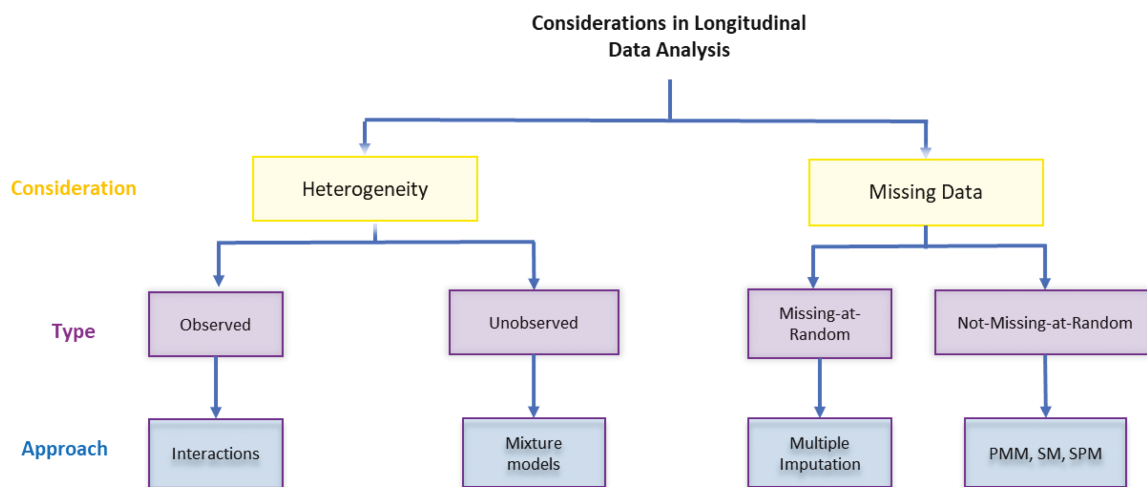 Considerations in Longitudinal
Data Analysis
Consideration
Heterogeneity
Missing Data
Type
Observed
Unobserved
Missing-at-
Random
Not-Missing-at-Random
Approach
Interactions
Mixture
models
Multiple
Imputation
PMM, SM, SPM